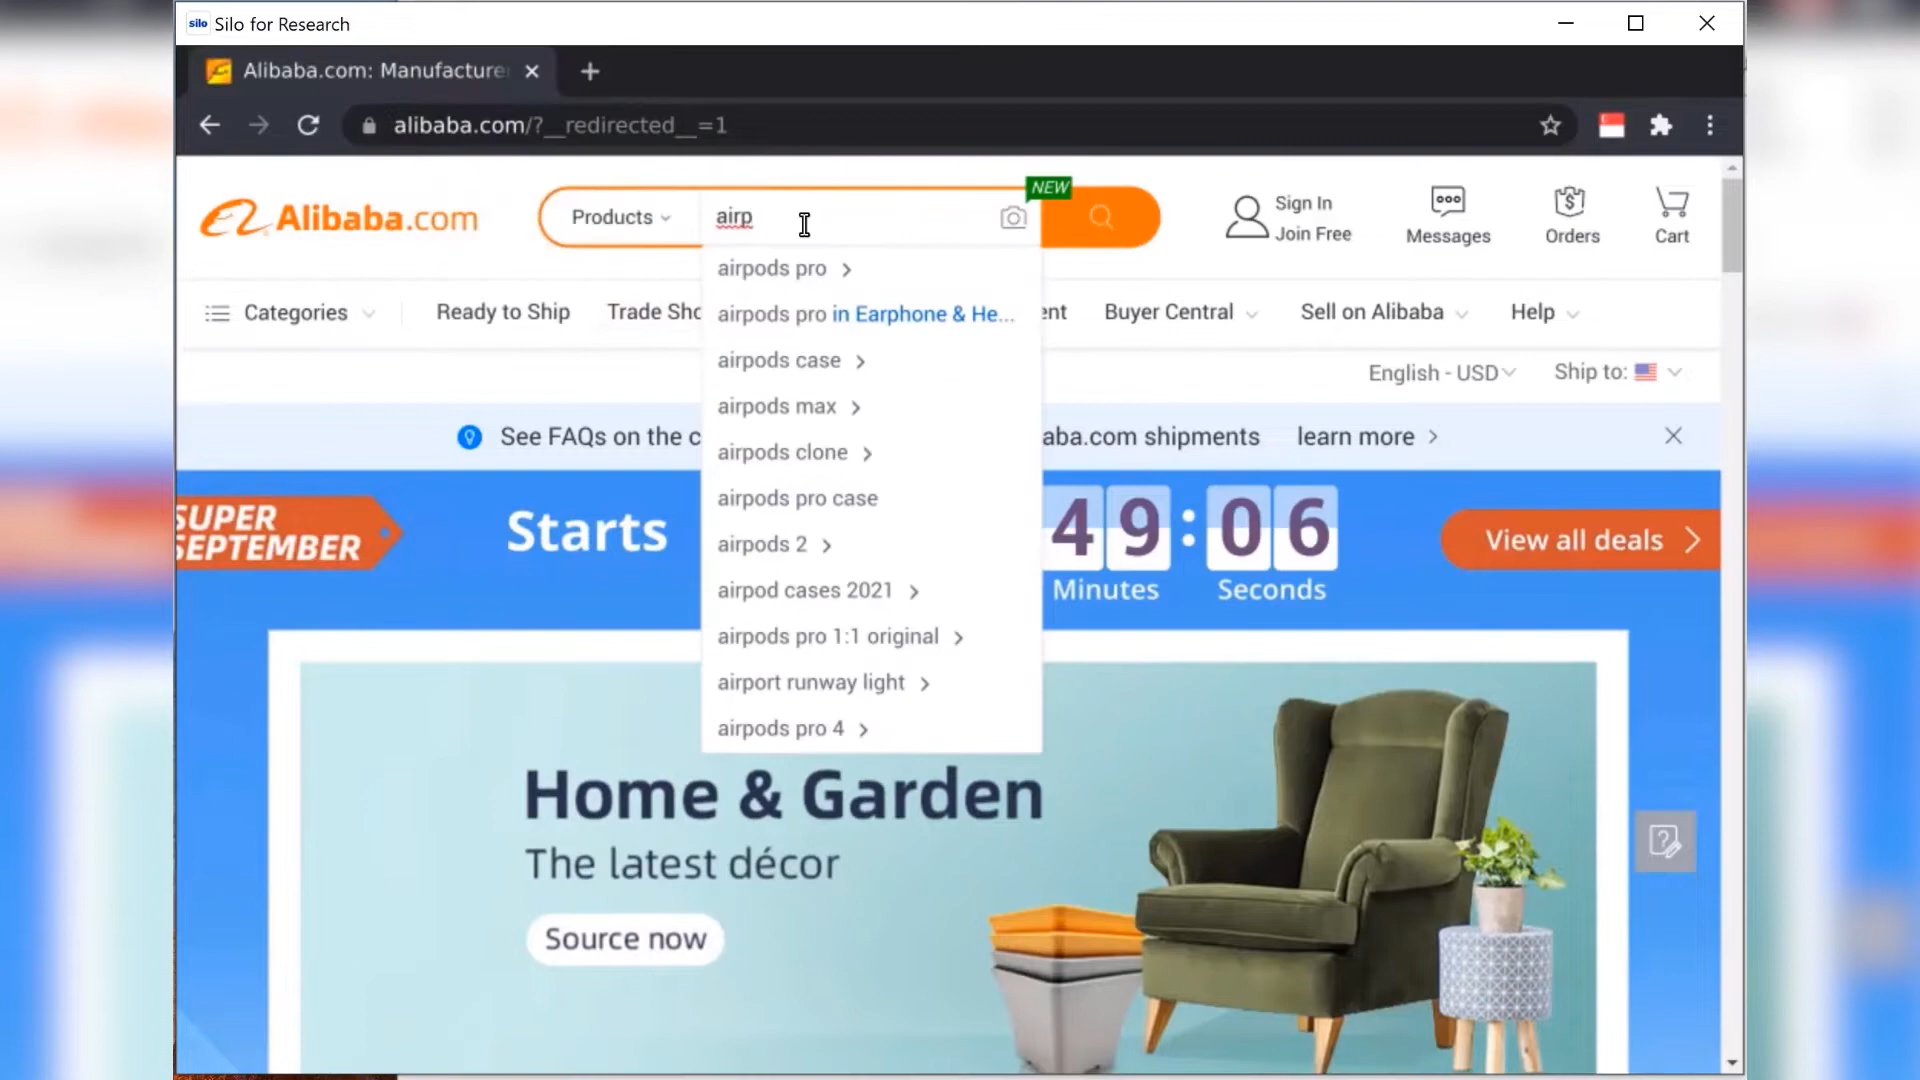 silo Silo for Research
Alibaba.com: Manufacture
alibaba.com/?__redirected__=1
Alibaba.com
Products
airp
NEW
Sign In
Join Free
Messages
Orders
Cart
Categories
Ready to Ship
Trade Sho
ent
Buyer Central
Sell on Alibaba
Help
English - USD
Ship to:
See FAQs on the c
aba.com shipments
learn more
airpods pro
airpods pro in Earphone & He...
airpods case
airpods max
airpods clone
airpods pro case
airpods 2
airpod cases 2021
airpods pro 1:1 original
airport runway light
airpods pro 4
SUPER
SEPTEMBER
Starts
49:06
Minutes
Seconds
View all deals
Home & Garden
The latest décor
Source now